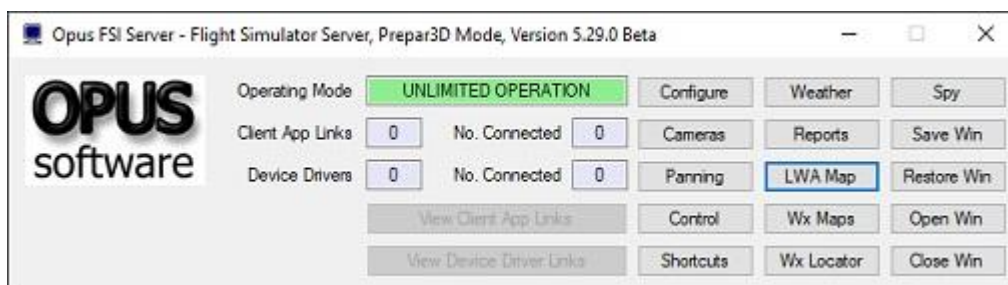 Opus FSI Server - Flight Simulator Server, Prepar3D Mode, Version 5.29.0 Beta
OPUS
software
Operating Mode UNLIMITED OPERATION Configure Weather Spy
Client App Links 0 No. Connected 0 Cameras Reports Save Win
Device Drivers 0 No. Connected 0 Panning LWA Map Restore Win
View Client App Links Control Wx Maps Open Win
View Device Driver Links Shortcuts Wx Locator Close Win